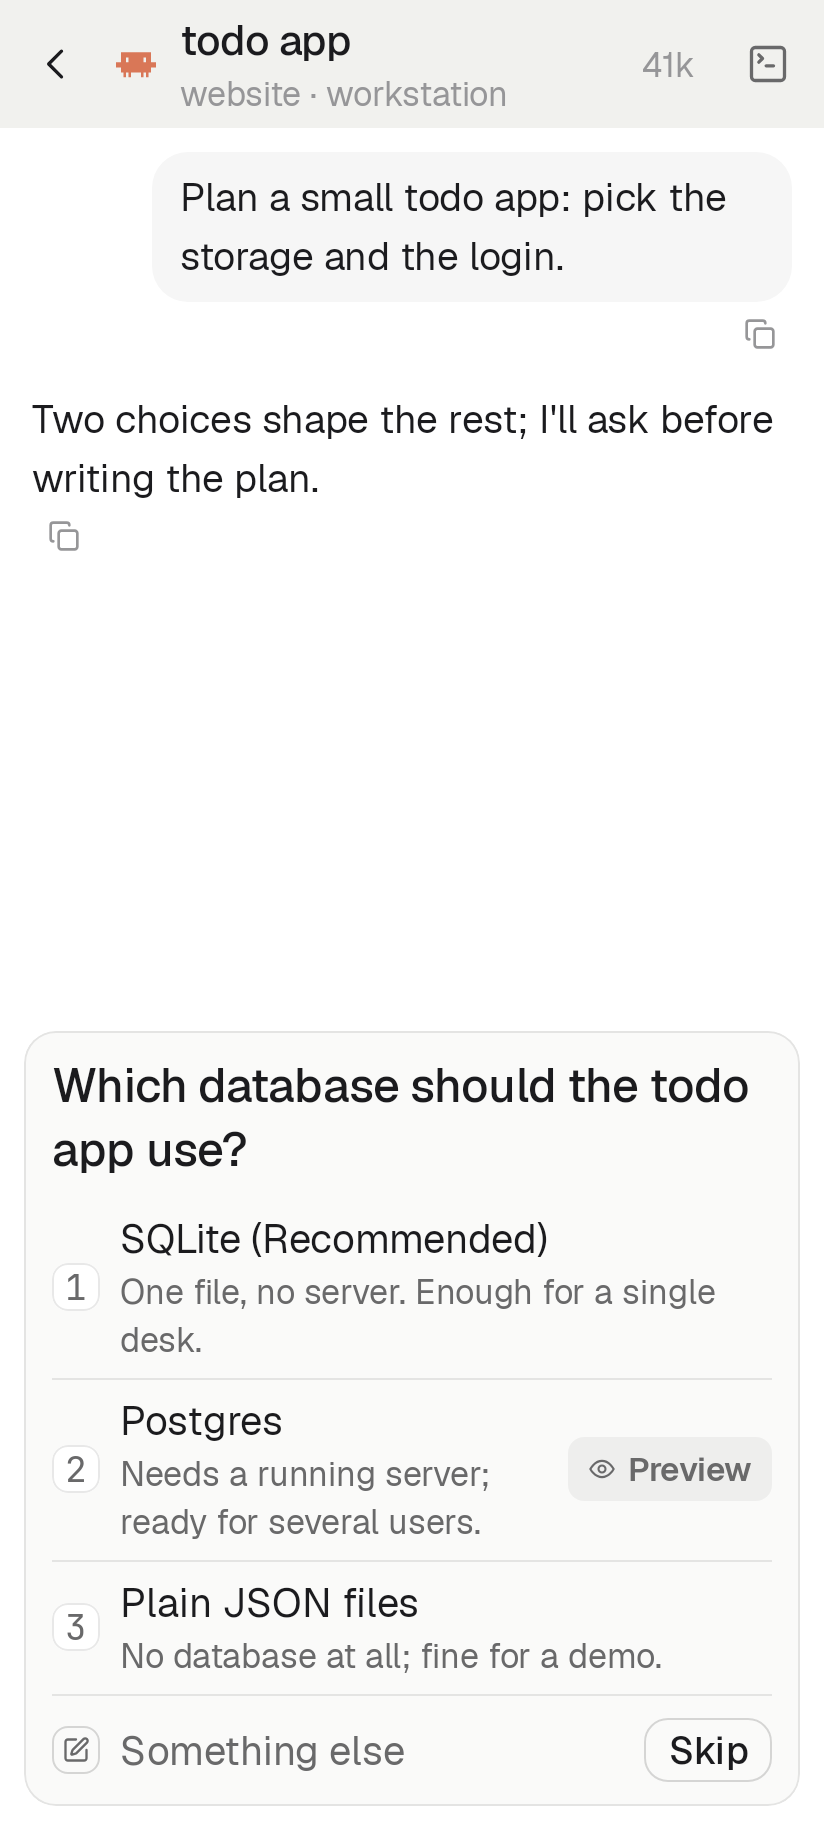 todo app
website · workstation
41k
Plan a small todo app: pick the
storage and the login.
Two choices shape the rest; I'll ask before
writing the plan.
Which database should the todo
app use?
1
SQLite (Recommended)
One file, no server. Enough for a single
desk.
2
Postgres
Needs a running server;
ready for several users.
Preview
3
Plain JSON files
No database at all; fine for a demo.
Something else
Skip